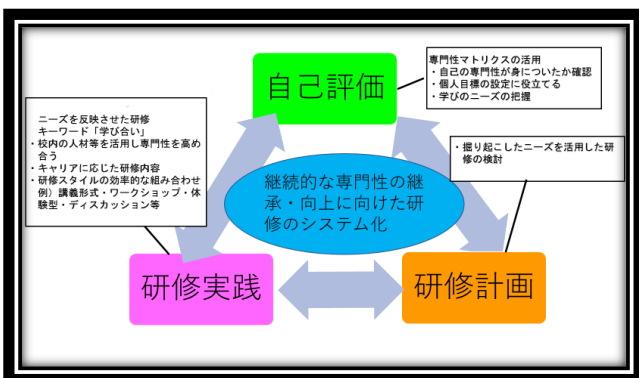 自己評価
専門性マトリクスの活用
・自己の専門性が身についたか確認
・個人目標の設定に役立てる
・学びのニーズの把握
ニーズを反映させた研修
キーワード「学び合い」
・校内の人材等を活用し専門性を高め
合う
・キャリアに応じた研修内容
・研修スタイルの効率的な組み合わせ
例）講義形式・ワークショップ・体
験型・ディスカッション等
・掘り起こしたニーズを活用した研
修の検討
継続的な専門性の継
承・向上に向けた研
修のシステム化
研修実践
研修計画